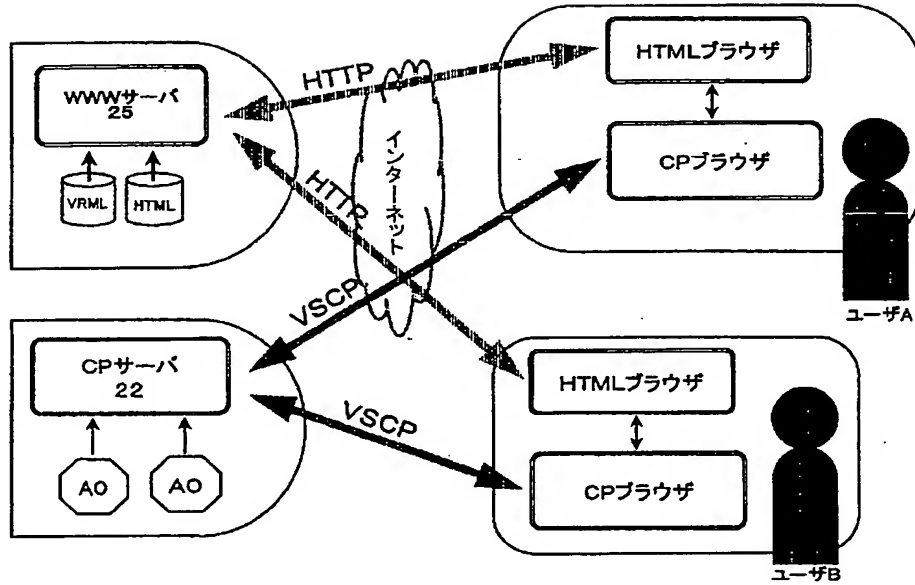 WWWサーバ
25
VRML
HTML
HTTP
HTTP
インターネット
HTMLブラウザ
CPブラウザ
ユーザA
VSCP
CPサーバ
22
AO
AO
VSCP
HTMLブラウザ
CPブラウザ
ユーザB